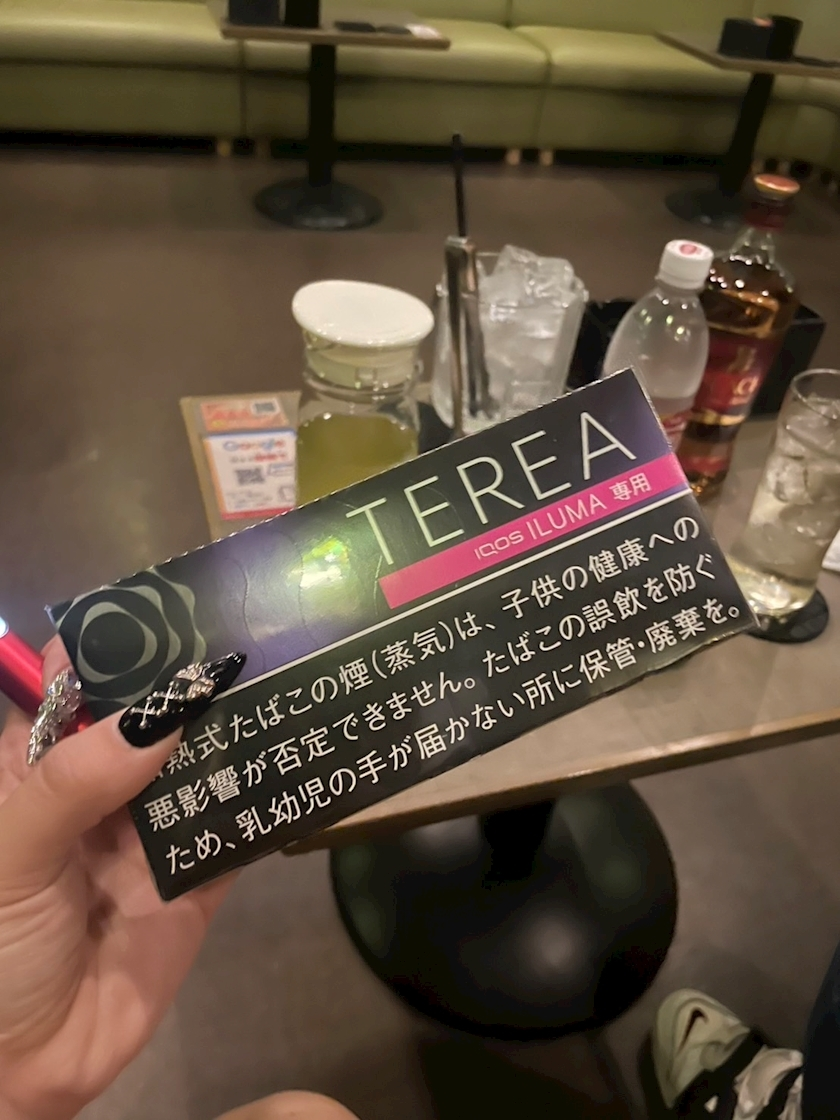 TEREA
IQOS ILUMA 専用
熱式たばこの煙(蒸気)は、子供の健康への
悪影響が否定できません。たばこの誤飲を防ぐ
ため、乳幼児の手が届かない所に保管・廃棄を。
Google